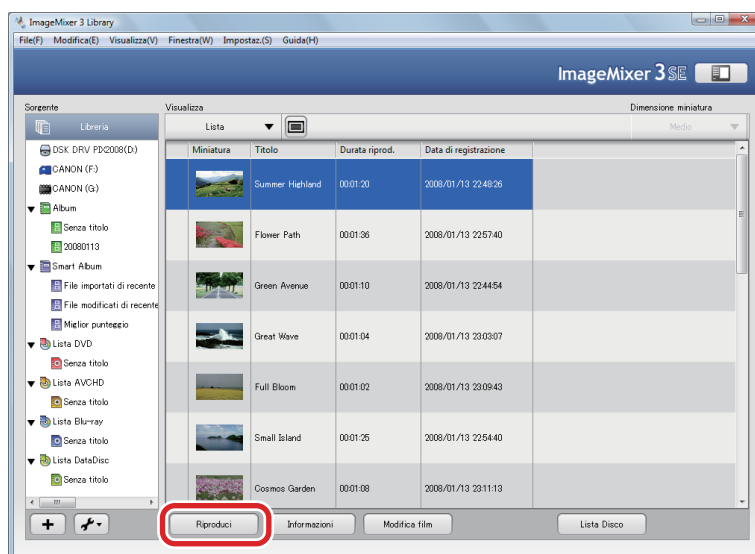 ImageMixer 3 Library
File(F) Modifica(E) Visualizza(V) Finestra(W) Impostaz.(S) Guida(H)
ImageMixer 3 SE
Sorgente Visualizza Dimensione miniatura
Libreria Lista Medio
DSK DRV PDX2008(D:)
CANON (F:)
CANON (G:)
Album
Senza titolo
20080113
Smart Album
File importati di recente
File modificati di recente
Miglior punteggio
Lista DVD
Senza titolo
Lista AVCHD
Senza titolo
Lista Blu-ray
Senza titolo
Lista DataDisc
Senza titolo
Miniatura Titolo Durata riprod. Data di registrazione
Summer Highland 00:01:20 2008/01/13 22:48:26
Flower Path 00:01:36 2008/01/13 22:57:40
Green Avenue 00:01:10 2008/01/13 22:44:54
Great Wave 00:01:04 2008/01/13 23:03:07
Full Bloom 00:01:02 2008/01/13 23:09:43
Small Island 00:01:25 2008/01/13 22:54:40
Cosmos Garden 00:01:08 2008/01/13 23:11:13
Riproduci Informazioni Modifica film Lista Disco